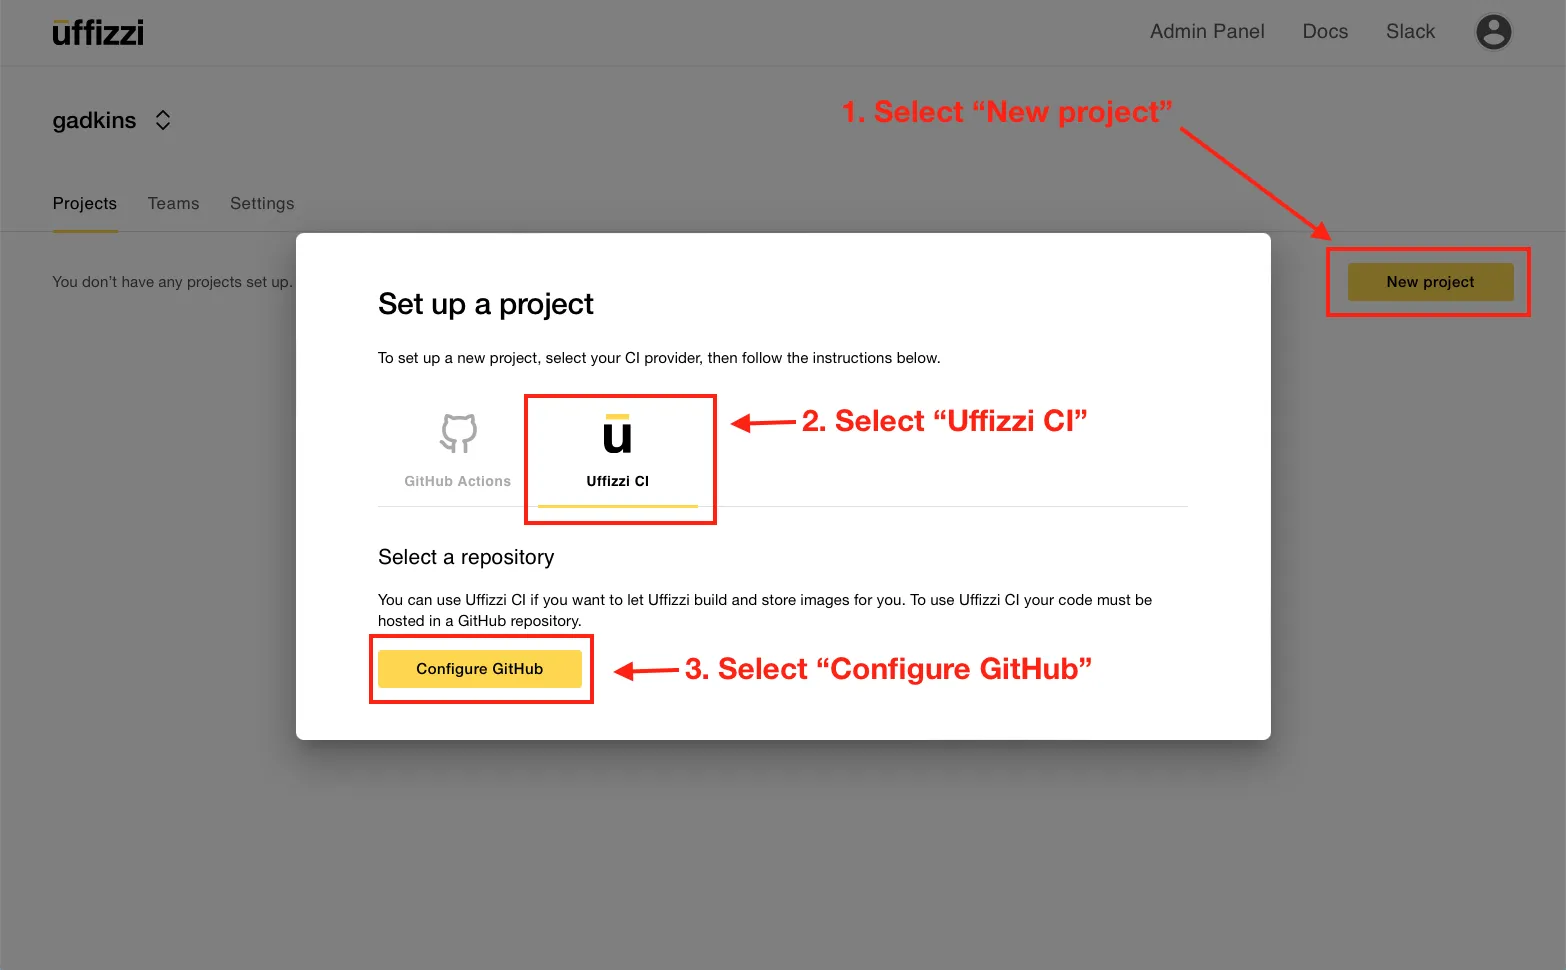 uffizzi
Admin Panel
Docs
Slack
gadkins
1. Select “New project”
Projects
Teams
Settings
You don’t have any projects set up.
New project
Set up a project
To set up a new project, select your CI provider, then follow the instructions below.
u
2. Select “Uffizzi CI”
GitHub Actions
Uffizzi CI
Select a repository
You can use Uffizzi CI if you want to let Uffizzi build and store images for you. To use Uffizzi CI your code must be
hosted in a GitHub repository.
Configure GitHub
3. Select “Configure GitHub”